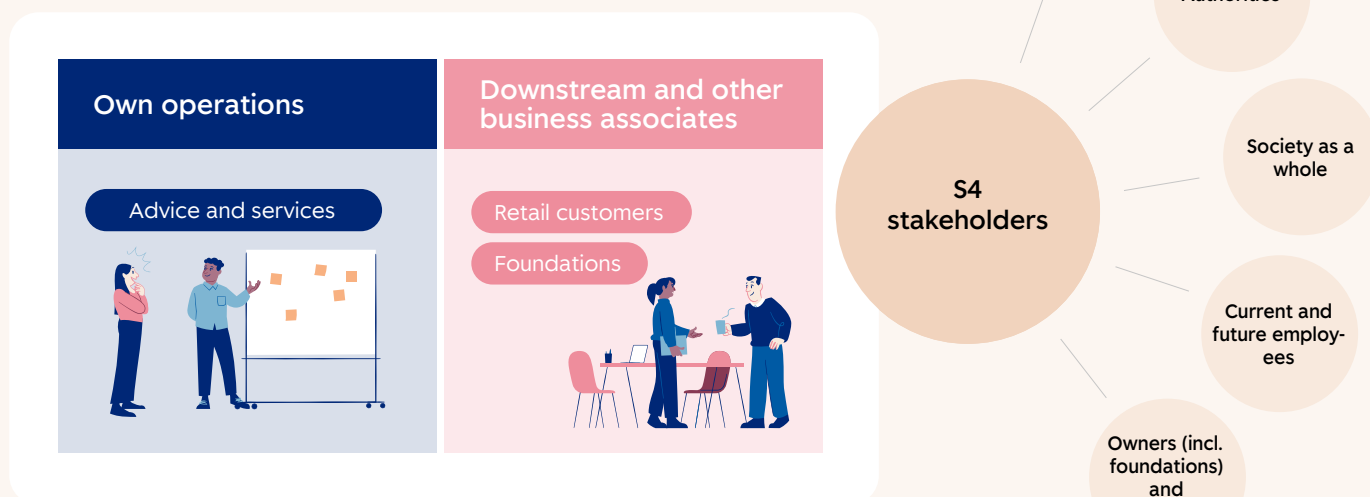 Own operations
Downstream and other
business associates
Advice and services
Retail customers
Foundations
S4
stakeholders
Society as a
whole
Current and
future employ-
ees
Owners (incl.
foundations)
and